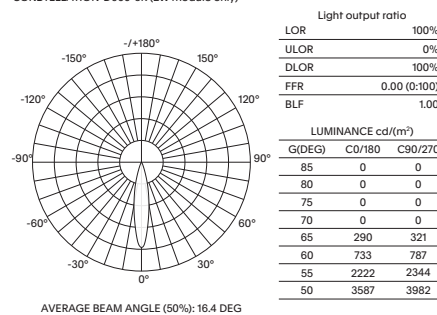 -/+180°
-150°
150°
-120°
120°
-90°
90°
-60°
60°
-30°
30°
0°
AVERAGE BEAM ANGLE (50%): 16.4 DEG
Light output ratio
LOR 100%
ULOR 0%
DLOR 100%
FFR 0.00 (0:100)
BLF 1.00
LUMINANCE cd/(m²)
G(DEG) C0/180 C90/270
85 0 0
80 0 0
75 0 0
70 0 0
65 290 321
60 733 787
55 2222 2344
50 3587 3982